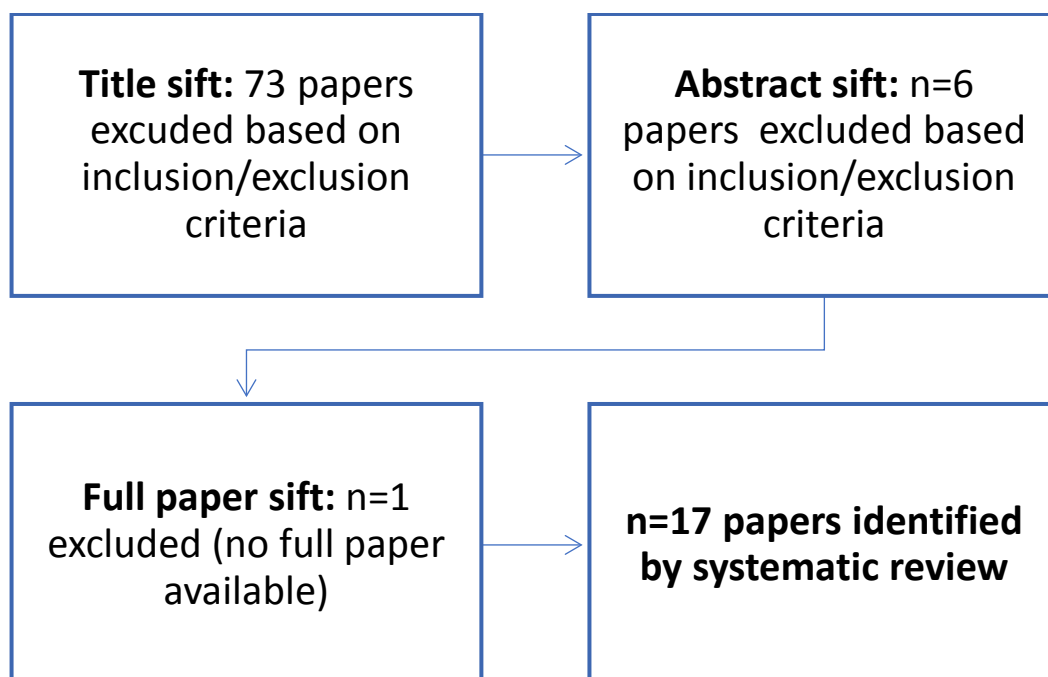 Title sift: 73 papers
excuded based on
inclusion/exclusion
criteria
Abstract sift: n=6
papers excluded based
on inclusion/exclusion
criteria
Full paper sift: n=1
excluded (no full paper
available)
n=17 papers identified
by systematic review